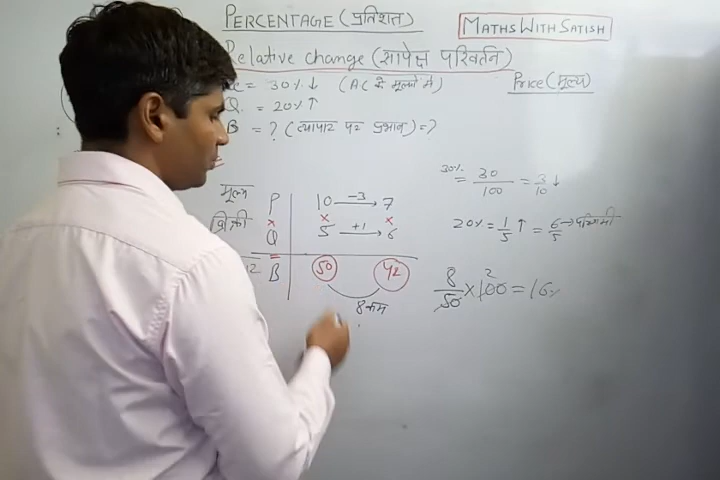 PERCENTAGE (प्रतिशत)
MATHS WITH SATISH
Relative change (सापेक्ष परिवर्तन)
Price (मूल्य)
= 30% ↓ (AC के मूल्यों में)
Q = 20% ↑
B = ? (व्यापार पर प्रभाव) = ?
मूल्य P 10 -3→ 7
30% = 30/100 = 3/10 ↓
× × ×
बिक्री Q 5 +1→ 6
20% = 1/5 ↑ = 6/5 →
= B 50 42
8 कम
8/50 × 100 2 = 16%